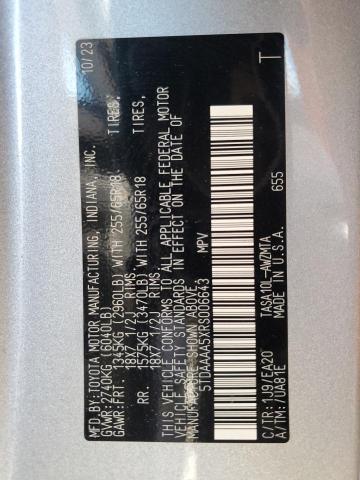 MFD.BY:TOYOTA MOTOR MANUFACTURING, INDIANA, INC. 10/23
GVWR:2740KG (6040LB)
GAWR:FRT. 1345KG (2960LB) WITH 255/65R18 TIRES,
18X7 1/2J RIMS,
RR. 1575KG (3470LB) WITH 255/65R18 TIRES,
18X7 1/2J RIMS.
THIS VEHICLE CONFORMS TO ALL APPLICABLE FEDERAL MOTOR
VEHICLE SAFETY STANDARDS IN EFFECT ON THE DATE OF
MANUFACTURE SHOWN ABOVE.
5TDAAAA5XRS006643 MPV T
C/TR:1J9/EA20 TASA10L-AWZMTA 655
A/TM:-/UA81E MADE IN U.S.A.